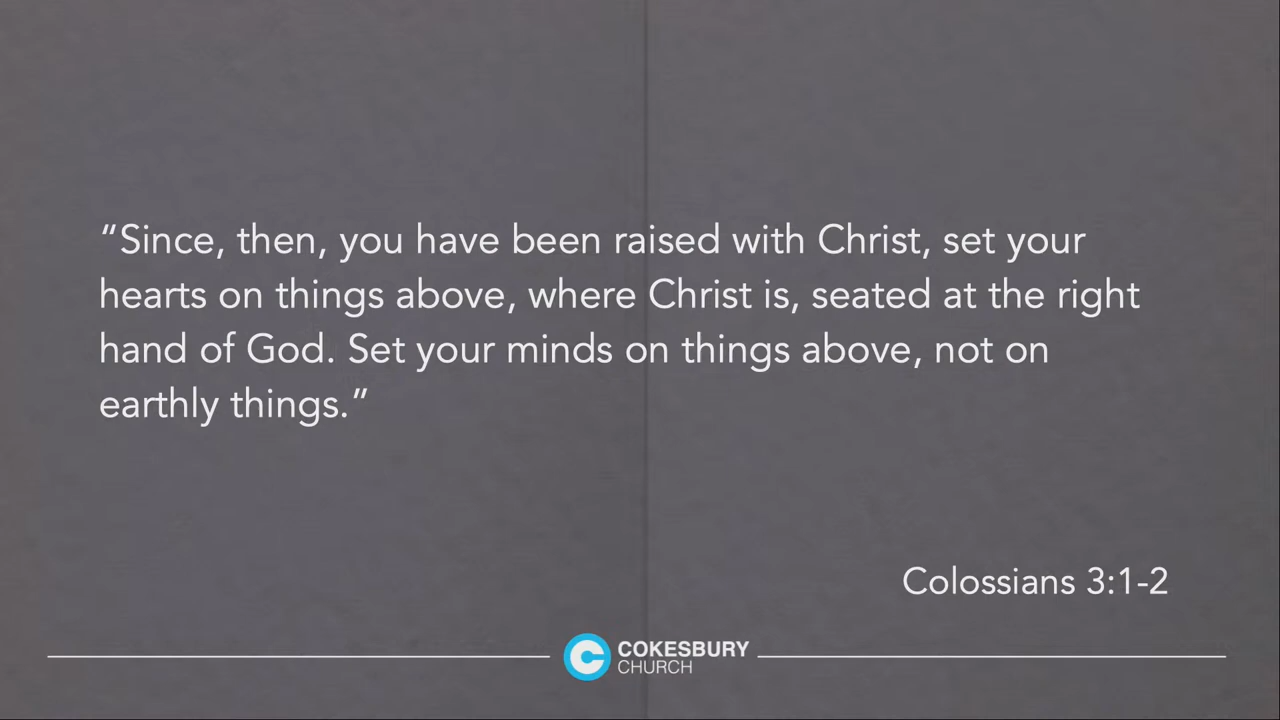 “Since, then, you have been raised with Christ, set your
hearts on things above, where Christ is, seated at the right
hand of God. Set your minds on things above, not on
earthly things.”
Colossians 3:1-2
COKESBURY
CHURCH